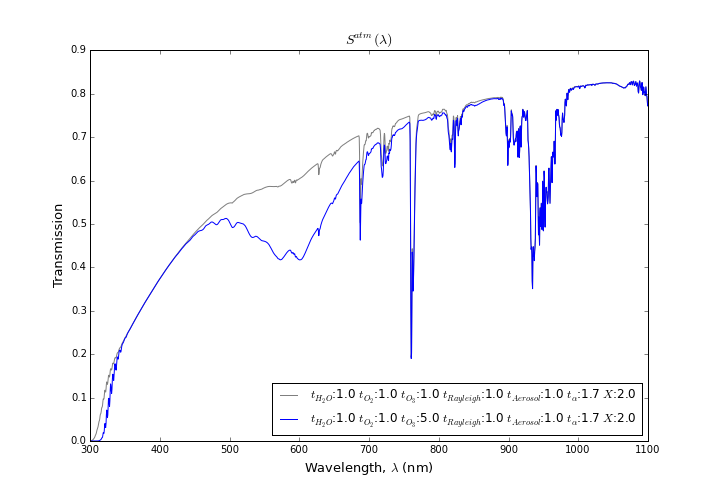 S^{atm}(λ)
0.9
0.8
0.7
0.6
0.5
0.4
0.3
0.2
0.1
0.0
Transmission
t_{H_2O}:1.0 t_{O_2}:1.0 t_{O_3}:1.0 t_{Rayleigh}:1.0 t_{Aerosol}:1.0 t_α:1.7 X:2.0
t_{H_2O}:1.0 t_{O_2}:1.0 t_{O_3}:5.0 t_{Rayleigh}:1.0 t_{Aerosol}:1.0 t_α:1.7 X:2.0
300 400 500 600 700 800 900 1000 1100
Wavelength, λ (nm)